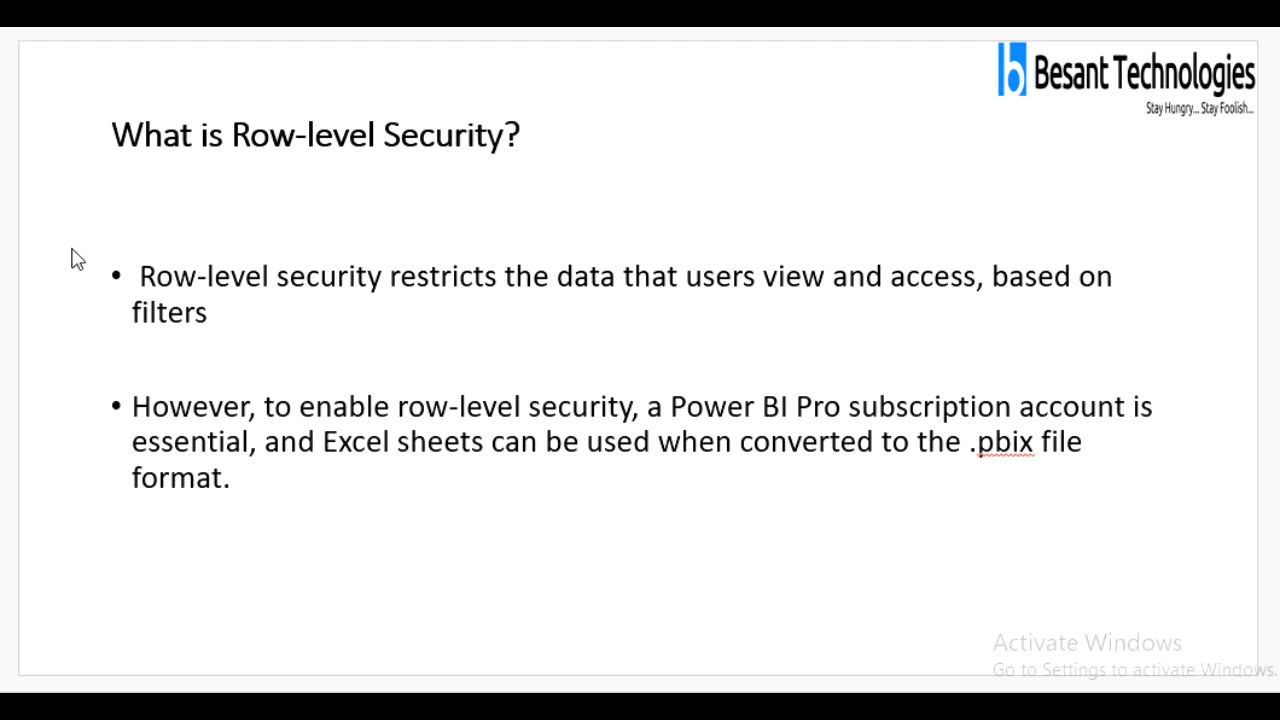 b Besant Technologies
Stay Hungry... Stay Foolish...
What is Row-level Security?
• Row-level security restricts the data that users view and access, based on
filters
• However, to enable row-level security, a Power BI Pro subscription account is
essential, and Excel sheets can be used when converted to the .pbix file
format.
Activate Windows
Go to Settings to activate Windows.